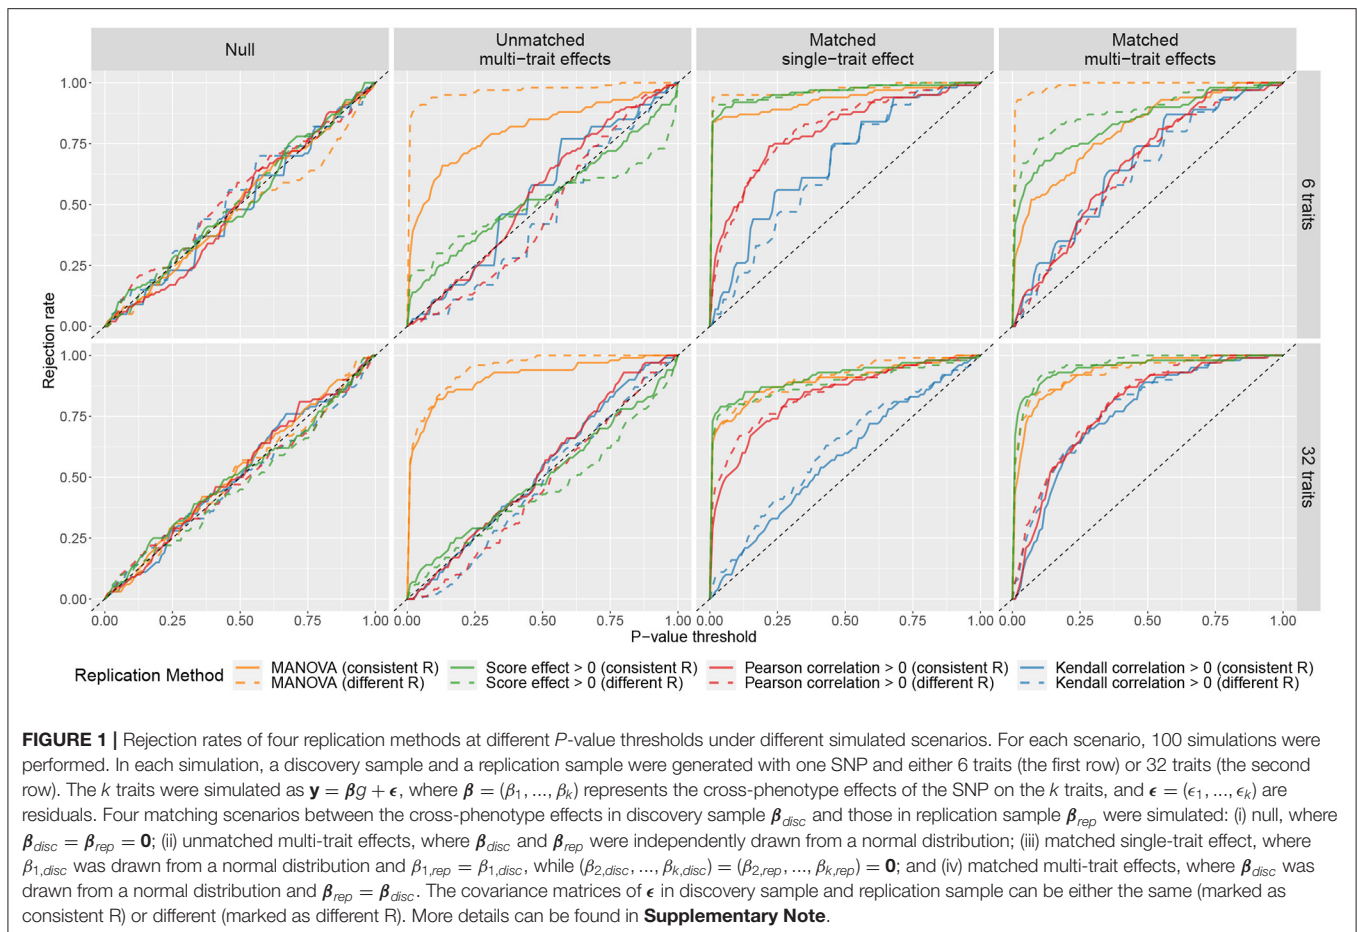 Null
Unmatched
multi−trait effects
Matched
single−trait effect
Matched
multi−trait effects
1.00
0.75
0.50
0.25
0.00
6 traits
Rejection rate
1.00
0.75
0.50
0.25
0.00
32 traits
0.00 0.25 0.50 0.75 1.00 0.00 0.25 0.50 0.75 1.00 0.00 0.25 0.50 0.75 1.00 0.00 0.25 0.50 0.75 1.00
P−value threshold
Replication Method
MANOVA (consistent R) Score effect > 0 (consistent R) Pearson correlation > 0 (consistent R) Kendall correlation > 0 (consistent R)
MANOVA (different R) Score effect > 0 (different R) Pearson correlation > 0 (different R) Kendall correlation > 0 (different R)
FIGURE 1 | Rejection rates of four replication methods at different P-value thresholds under different simulated scenarios. For each scenario, 100 simulations were
performed. In each simulation, a discovery sample and a replication sample were generated with one SNP and either 6 traits (the first row) or 32 traits (the second
row). The k traits were simulated as y = βg + ϵ, where β = (β1, ..., βk) represents the cross-phenotype effects of the SNP on the k traits, and ϵ = (ϵ1, ..., ϵk) are
residuals. Four matching scenarios between the cross-phenotype effects in discovery sample βdisc and those in replication sample βrep were simulated: (i) null, where
βdisc = βrep = 0; (ii) unmatched multi-trait effects, where βdisc and βrep were independently drawn from a normal distribution; (iii) matched single-trait effect, where
β1,disc was drawn from a normal distribution and β1,rep = β1,disc, while (β2,disc, ..., βk,disc) = (β2,rep, ..., βk,rep) = 0; and (iv) matched multi-trait effects, where βdisc was
drawn from a normal distribution and βrep = βdisc. The covariance matrices of ϵ in discovery sample and replication sample can be either the same (marked as
consistent R) or different (marked as different R). More details can be found in Supplementary Note.